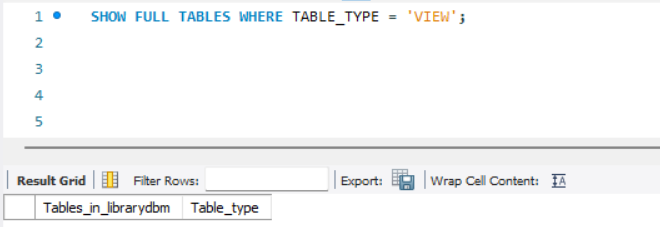 1 SHOW FULL TABLES WHERE TABLE_TYPE = 'VIEW';
2
3
4
5
Result Grid Filter Rows: Export: Wrap Cell Content: IA
Tables_in_librarydbm Table_type